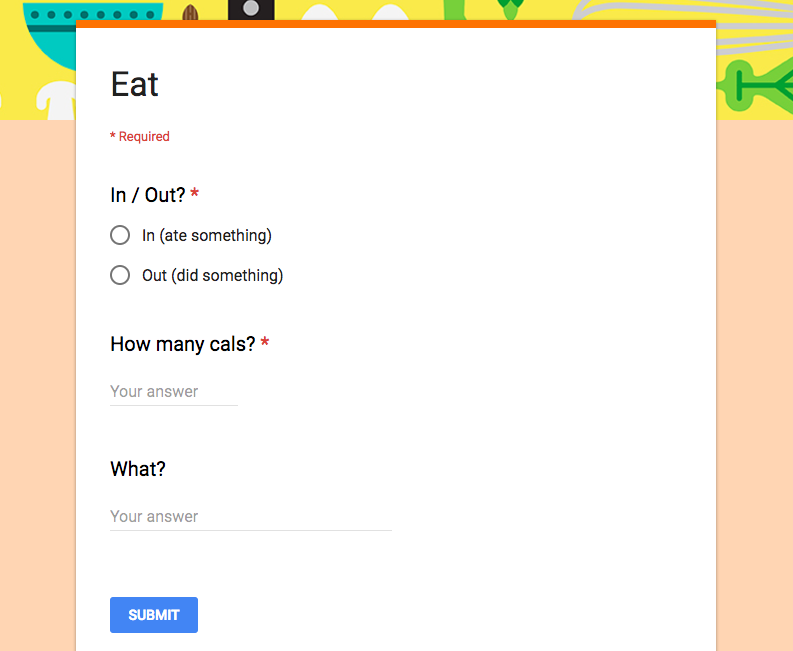 Eat
* Required
In / Out? *
In (ate something)
Out (did something)
How many cals? *
Your answer
What?
Your answer
SUBMIT